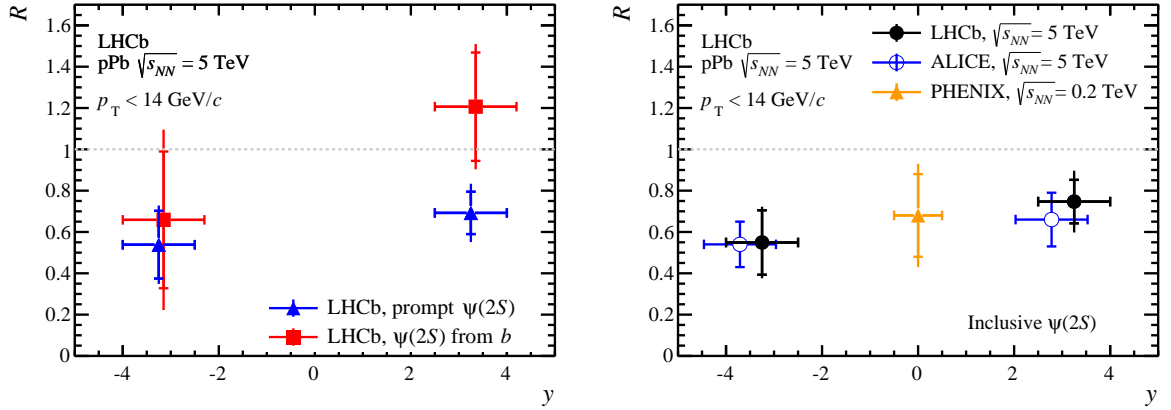 R
1.6
1.4
1.2
1
0.8
0.6
0.4
0.2
0
LHCb
pPb √sNN = 5 TeV
pT < 14 GeV/c
LHCb, prompt ψ(2S)
LHCb, ψ(2S) from b
-4 -2 0 2 4
y
R
1.6
1.4
1.2
1
0.8
0.6
0.4
0.2
0
LHCb
pPb √sNN = 5 TeV
pT < 14 GeV/c
LHCb, √sNN= 5 TeV
ALICE, √sNN= 5 TeV
PHENIX, √sNN= 0.2 TeV
Inclusive ψ(2S)
-4 -2 0 2 4
y